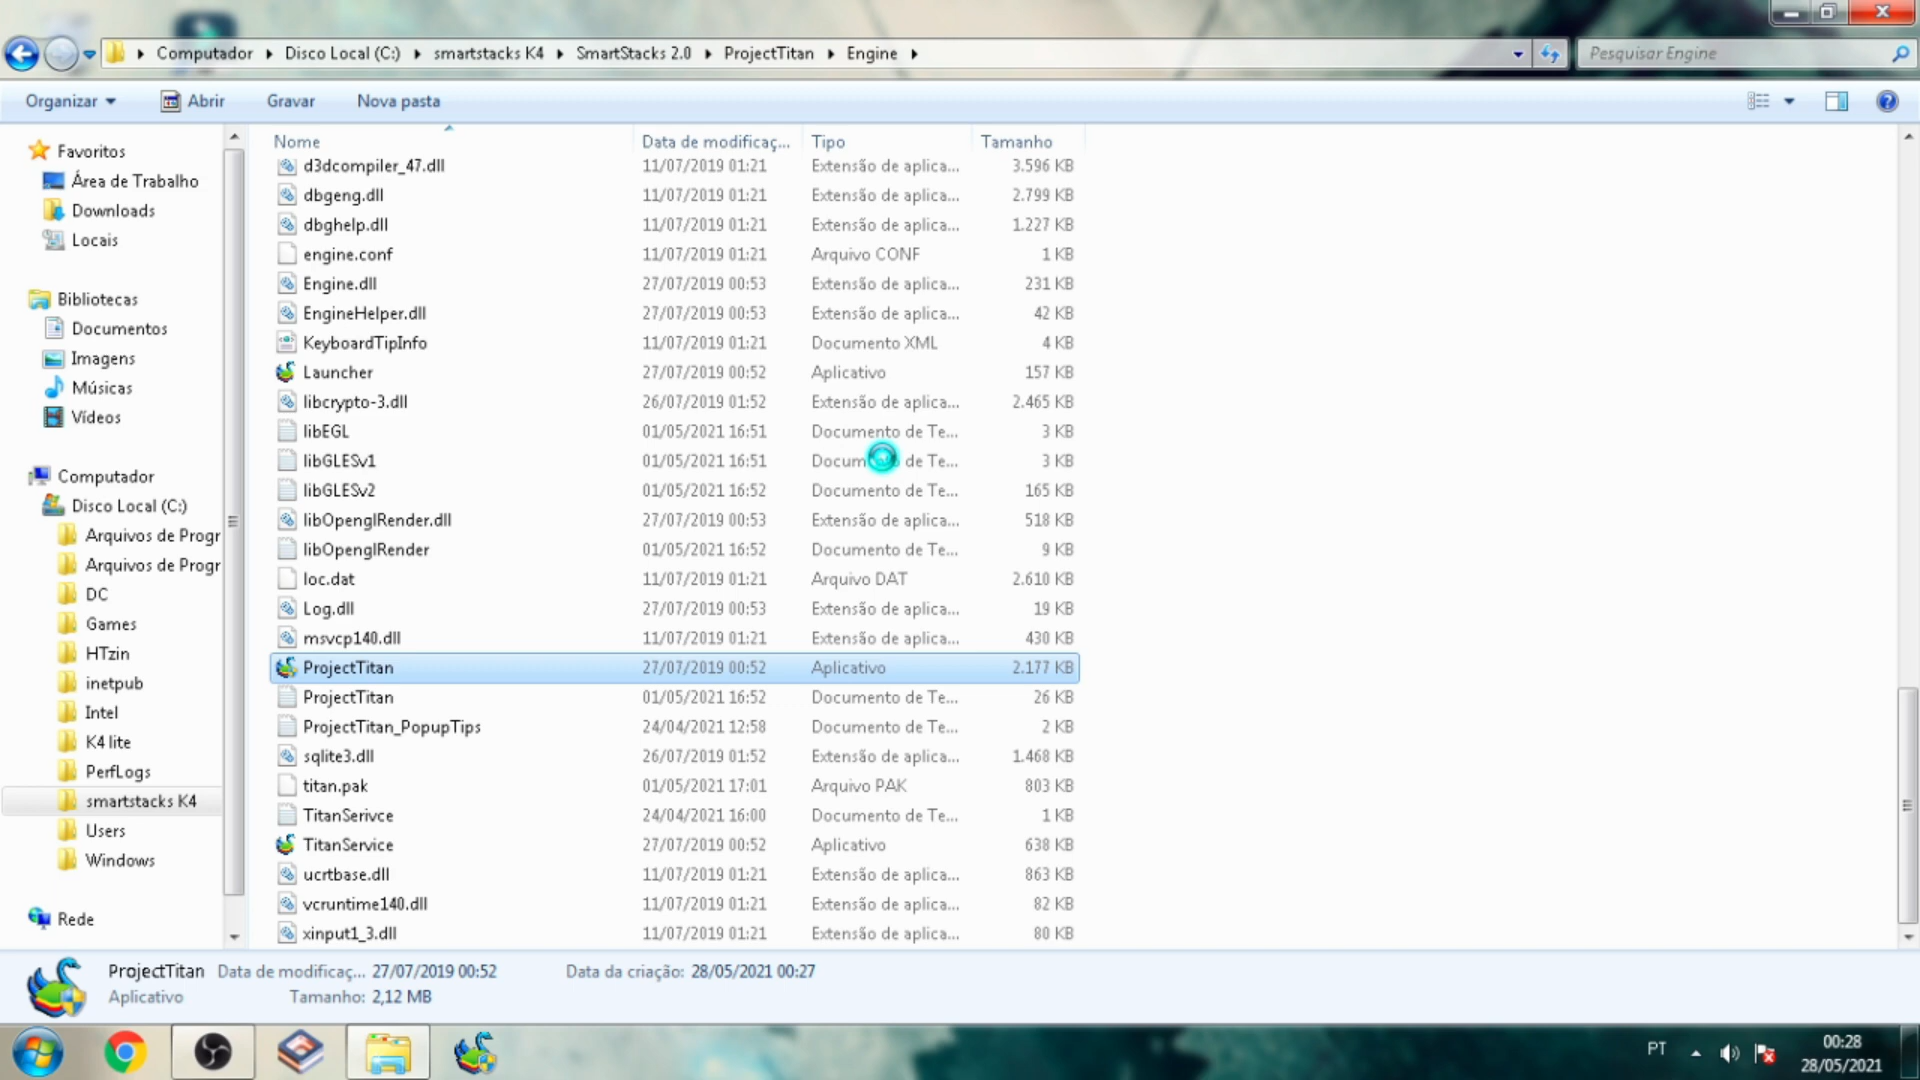 Computador ▸ Disco Local (C:) ▸ smartstacks K4 ▸ SmartStacks 2.0 ▸ ProjectTitan ▸ Engine ▸
Pesquisar Engine
Organizar Abrir Gravar Nova pasta
Nome Data de modificaç... Tipo Tamanho
Favoritos
Área de Trabalho
Downloads
Locais
Bibliotecas
Documentos
Imagens
Músicas
Vídeos
Computador
Disco Local (C:)
Arquivos de Progr
Arquivos de Progr
DC
Games
HTzin
inetpub
Intel
K4 lite
PerfLogs
smartstacks K4
Users
Windows
Rede
d3dcompiler_47.dll 11/07/2019 01:21 Extensão de aplica... 3.596 KB
dbgeng.dll 11/07/2019 01:21 Extensão de aplica... 2.799 KB
dbghelp.dll 11/07/2019 01:21 Extensão de aplica... 1.227 KB
engine.conf 11/07/2019 01:21 Arquivo CONF 1 KB
Engine.dll 27/07/2019 00:53 Extensão de aplica... 231 KB
EngineHelper.dll 27/07/2019 00:53 Extensão de aplica... 42 KB
KeyboardTipInfo 11/07/2019 01:21 Documento XML 4 KB
Launcher 27/07/2019 00:52 Aplicativo 157 KB
libcrypto-3.dll 26/07/2019 01:52 Extensão de aplica... 2.465 KB
libEGL 01/05/2021 16:51 Documento de Te... 3 KB
libGLESv1 01/05/2021 16:51 Docum de Te... 3 KB
libGLESv2 01/05/2021 16:52 Documento de Te... 165 KB
libOpenglRender.dll 27/07/2019 00:53 Extensão de aplica... 518 KB
libOpenglRender 01/05/2021 16:52 Documento de Te... 9 KB
loc.dat 11/07/2019 01:21 Arquivo DAT 2.610 KB
Log.dll 27/07/2019 00:53 Extensão de aplica... 19 KB
msvcp140.dll 11/07/2019 01:21 Extensão de aplica... 430 KB
ProjectTitan 27/07/2019 00:52 Aplicativo 2.177 KB
ProjectTitan 01/05/2021 16:52 Documento de Te... 26 KB
ProjectTitan_PopupTips 24/04/2021 12:58 Documento de Te... 2 KB
sqlite3.dll 26/07/2019 01:52 Extensão de aplica... 1.468 KB
titan.pak 01/05/2021 17:01 Arquivo PAK 803 KB
TitanSerivce 24/04/2021 16:00 Documento de Te... 1 KB
TitanService 27/07/2019 00:52 Aplicativo 638 KB
ucrtbase.dll 11/07/2019 01:21 Extensão de aplica... 863 KB
vcruntime140.dll 11/07/2019 01:21 Extensão de aplica... 82 KB
xinput1_3.dll 11/07/2019 01:21 Extensão de aplica... 80 KB
ProjectTitan Data de modificaç... 27/07/2019 00:52 Data da criação: 28/05/2021 00:27
Aplicativo Tamanho: 2,12 MB
PT
00:28
28/05/2021